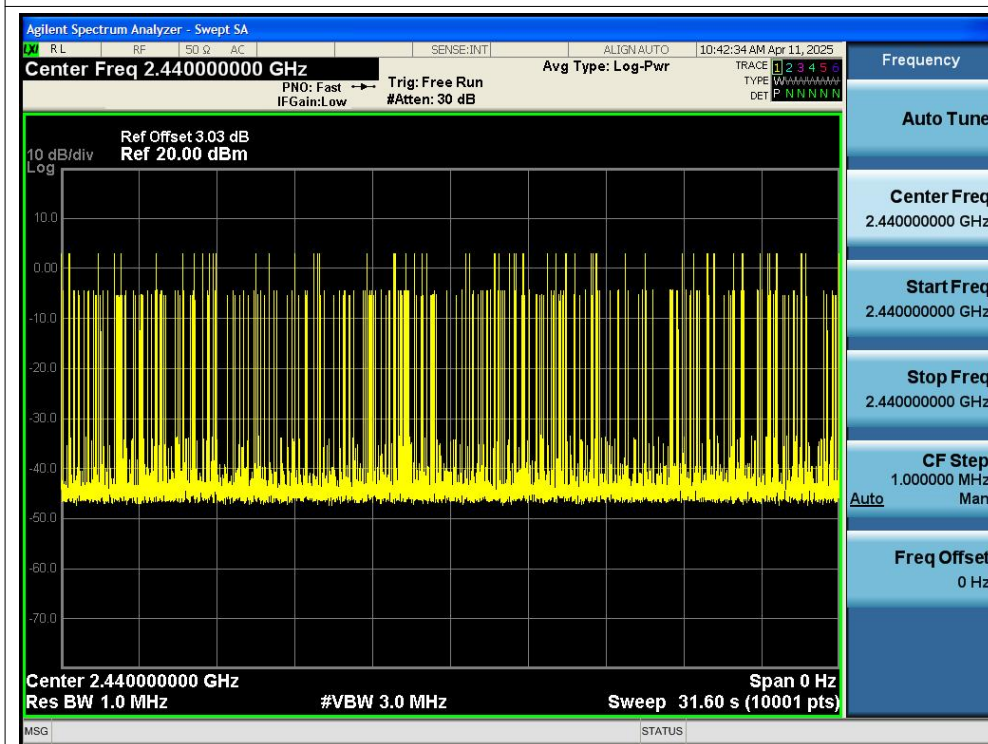 Agilent Spectrum Analyzer - Swept SA
LXI RL RF 50 Ω AC SENSE:INT ALIGN AUTO 10:42:34 AM Apr 11, 2025
Center Freq 2.440000000 GHz
PNO: Fast
IFGain:Low
Trig: Free Run
#Atten: 30 dB
Avg Type: Log-Pwr
TRACE 1 2 3 4 5 6
TYPE WWWWWW
DET P N N N N N
Ref Offset 3.03 dB
10 dB/div Ref 20.00 dBm
Log
10.0
0.00
-10.0
-20.0
-30.0
-40.0
-50.0
-60.0
-70.0
Center 2.440000000 GHz Span 0 Hz
Res BW 1.0 MHz #VBW 3.0 MHz Sweep 31.60 s (10001 pts)
MSG STATUS
Frequency
Auto Tune
Center Freq
2.440000000 GHz
Start Freq
2.440000000 GHz
Stop Freq
2.440000000 GHz
CF Step
1.000000 MHz
Auto Man
Freq Offset
0 Hz